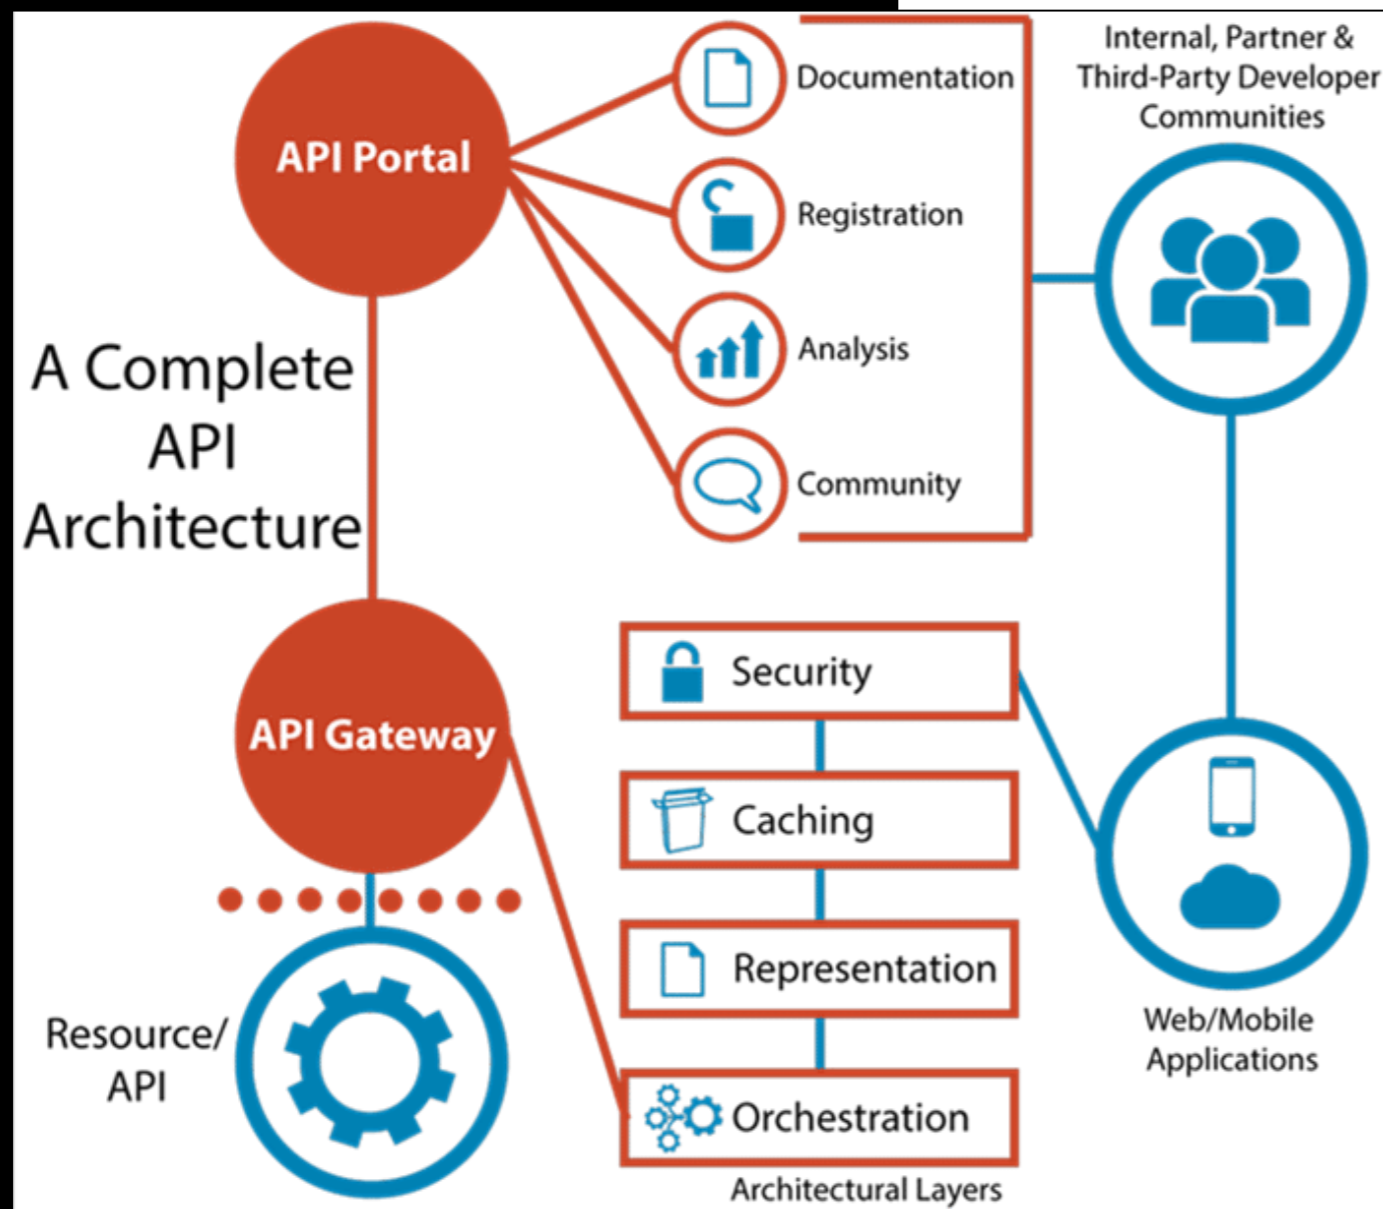 API Portal
Documentation
Registration
Analysis
Community
Internal, Partner &
Third-Party Developer
Communities
A Complete
API
Architecture
API Gateway
Security
Caching
Representation
Orchestration
Architectural Layers
Web/Mobile
Applications
Resource/
API